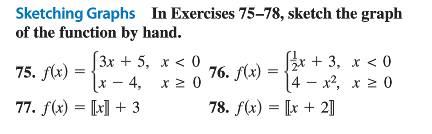 Sketching Graphs In Exercises 75–78, sketch the graph
of the function by hand.
75. f(x) = { 3x + 5, x < 0
x − 4, x ≥ 0
76. f(x) = { ½x + 3, x < 0
4 − x², x ≥ 0
77. f(x) = ⟦x⟧ + 3
78. f(x) = ⟦x + 2⟧